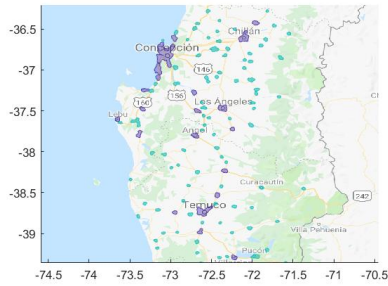 -36.5
-37
-37.5
-38
-38.5
-39
Chillán
Concepción
146
156
160
Los Angeles
Lebu
Angol
Curacautín
Temuco
242
Villa Pehuenia
Pucón
-74.5 -74 -73.5 -73 -72.5 -72 -71.5 -71 -70.5